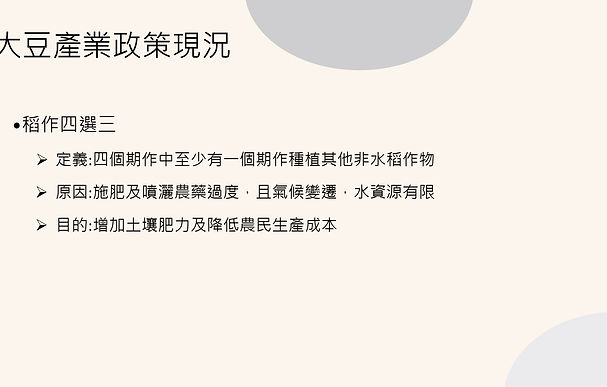 大豆產業政策現況
•稻作四選三
➢ 定義:四個期作中至少有一個期作種植其他非水稻作物
➢ 原因:施肥及噴灑農藥過度，且氣候變遷，水資源有限
➢ 目的:增加土壤肥力及降低農民生產成本